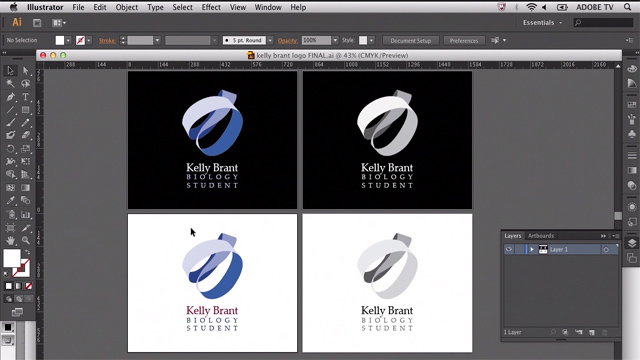 Illustrator File Edit Object Type Select Effect View Window Help ADOBE TV
Ai Essentials
No Selection Stroke: 5 pt. Round Opacity: 100% Style: Document Setup Preferences
kelly brant logo FINAL.ai @ 43% (CMYK/Preview)
288 144 0 144 288 432 576 720 1296 1440 1584 1728 1872 2016 2160
Kelly Brant
BIOLOGY
STUDENT
Kelly Brant
BIOLOGY
STUDENT
Kelly Brant
BIOLOGY
STUDENT
Kelly Brant
BIOLOGY
STUDENT
Layers Artboards
Layer 1
1 Layer